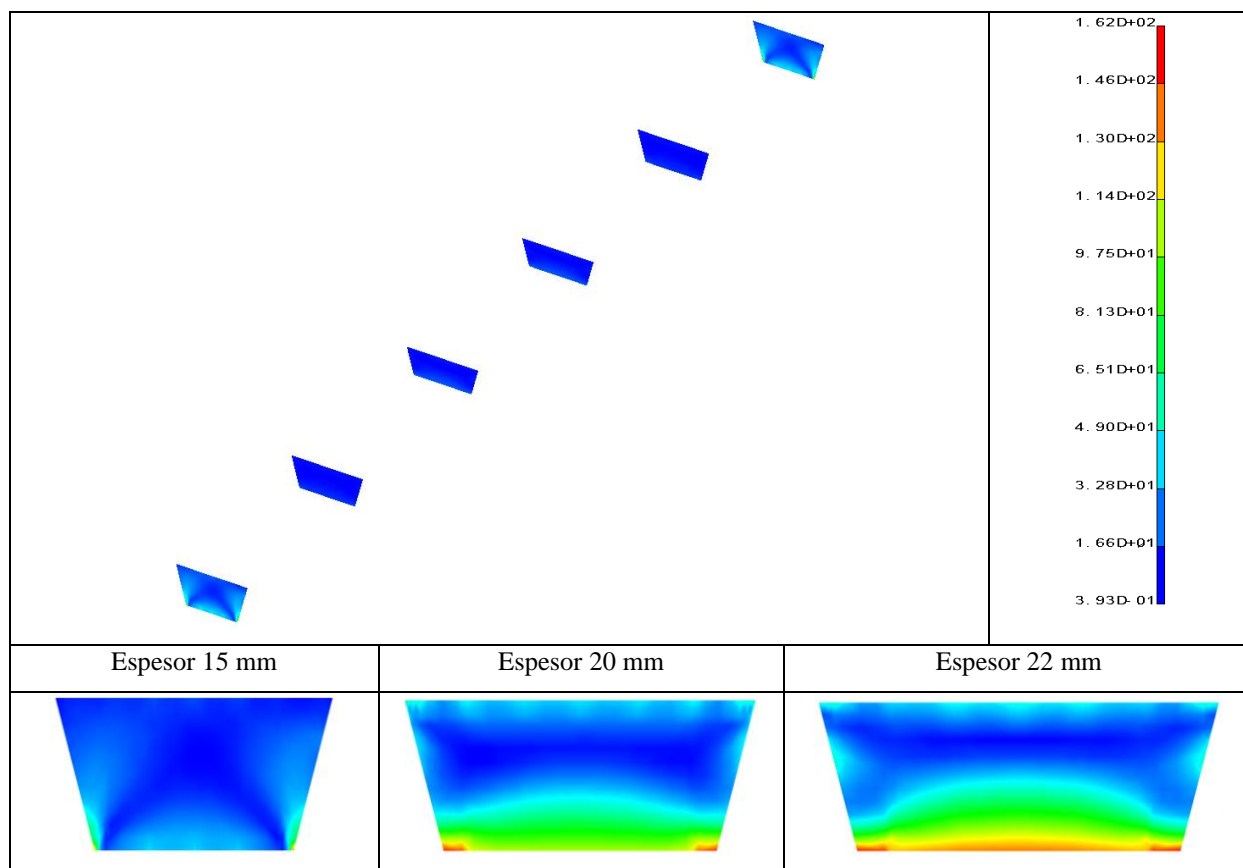 1. 62D+02
1. 46D+02
1. 30D+02
1. 14D+02
9. 75D+01
8. 13D+01
6. 51D+01
4. 90D+01
3. 28D+01
1. 66D+01
3. 93D- 01
Espesor 15 mm
Espesor 20 mm
Espesor 22 mm